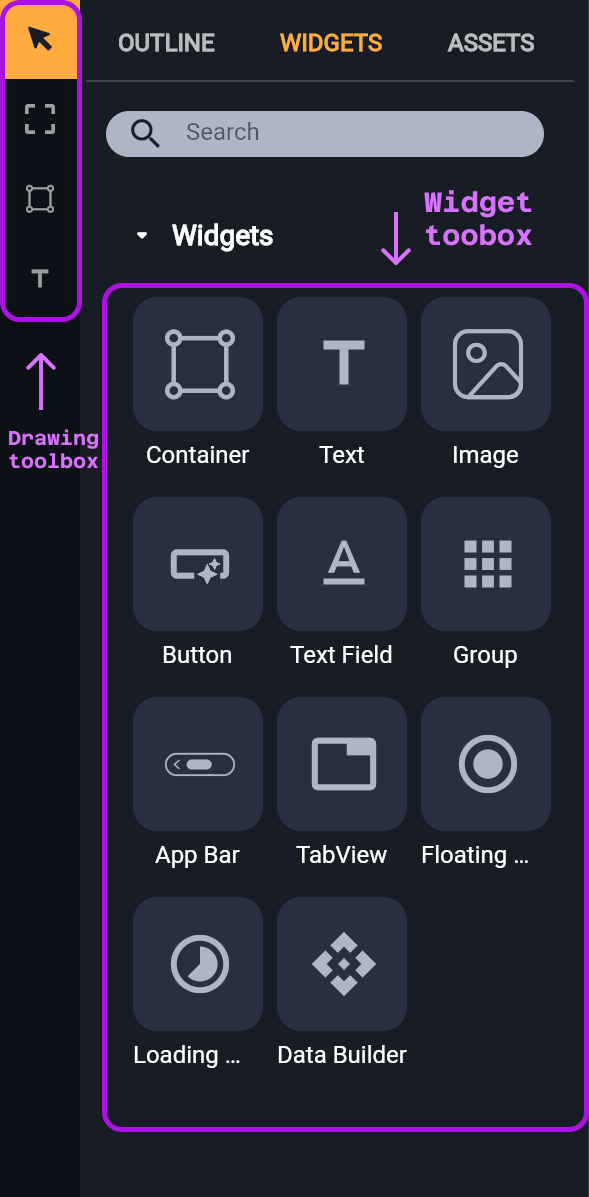 OUTLINE WIDGETS ASSETS
Search
Widget
toobox
Widgets
Drawing
toolbox
Container Text Image
Button Text Field Group
App Bar TabView Floating ...
Loading ... Data Builder